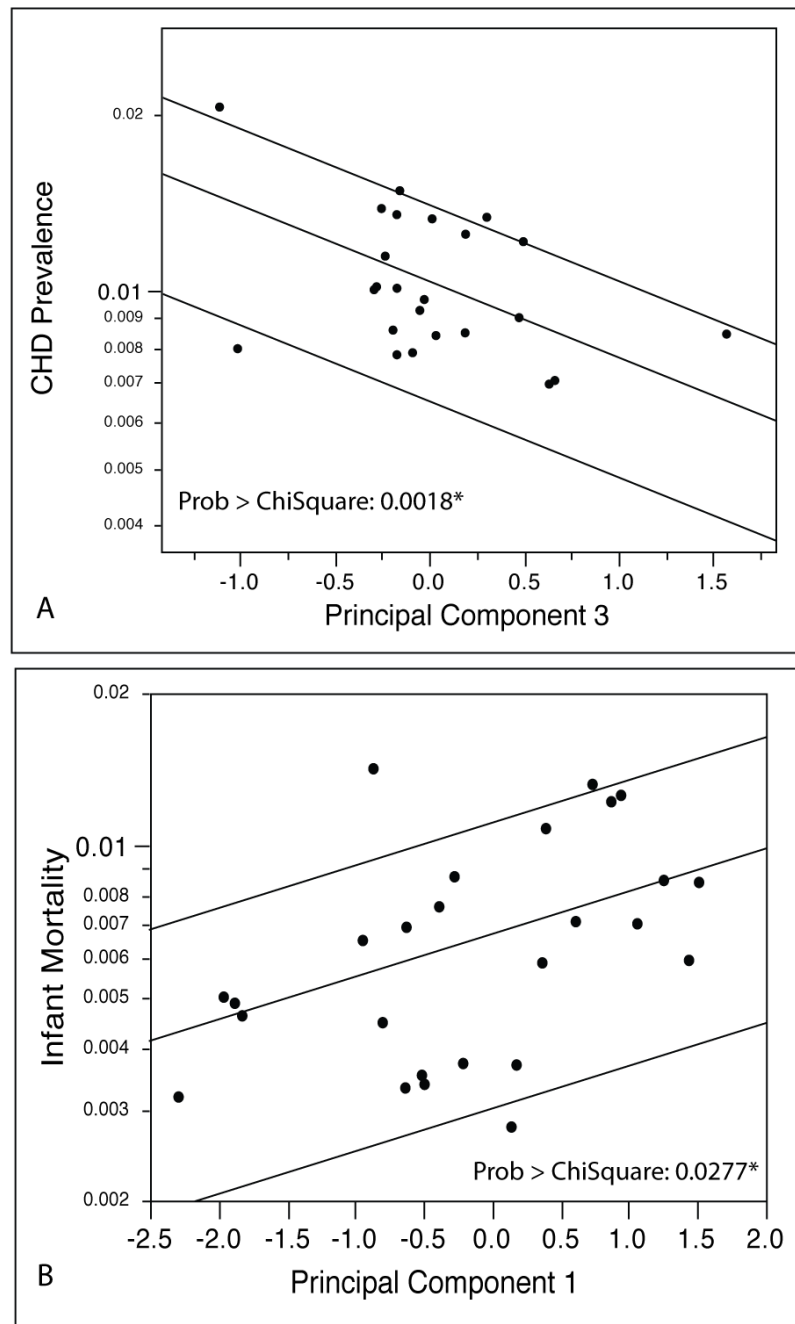 A
CHD Prevalence
0.02
0.01
0.009
0.008
0.007
0.006
0.005
0.004
Prob > ChiSquare: 0.0018*
-1.0 -0.5 0.0 0.5 1.0 1.5
Principal Component 3
B
Infant Mortality
0.02
0.01
0.008
0.007
0.006
0.005
0.004
0.003
0.002
Prob > ChiSquare: 0.0277*
-2.5 -2.0 -1.5 -1.0 -0.5 0.0 0.5 1.0 1.5 2.0
Principal Component 1